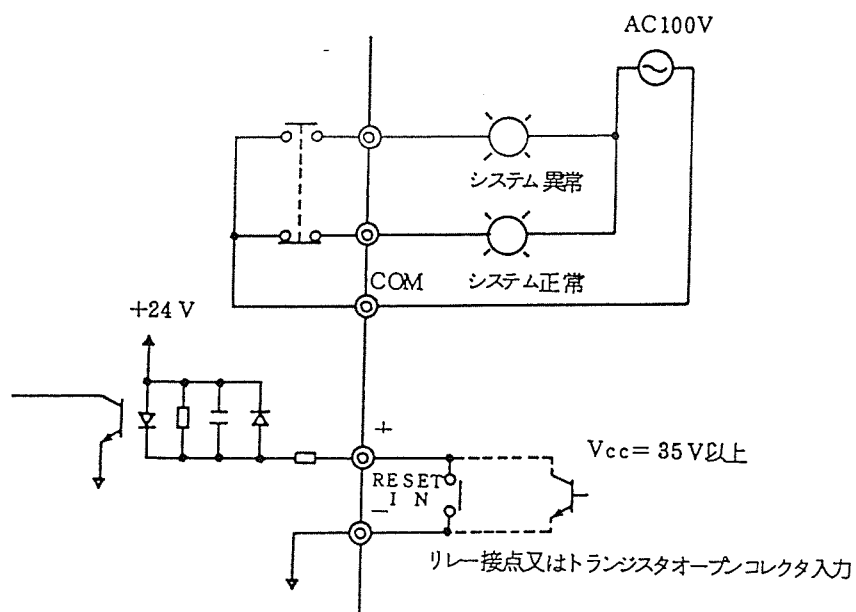 AC100V
システム異常
システム正常
COM
+24V
+
Vcc=35V以上
RESET
IN
−
リレー接点又はトランジスタオープンコレクタ入力